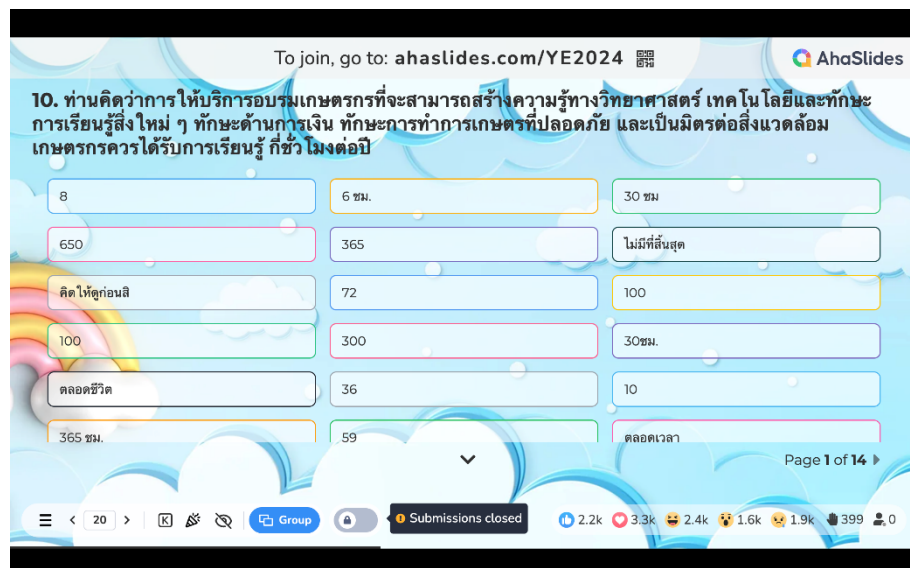 To join, go to: ahaslides.com/YE2024
AhaSlides
10. ท่านคิดว่าการให้บริการอบรมเกษตรกรที่จะสามารถสร้างความรู้ทางวิทยาศาสตร์ เทคโนโลยีและทักษะ
การเรียนรู้สิ่งใหม่ ๆ ทักษะด้านการเงิน ทักษะการทำการเกษตรที่ปลอดภัย และเป็นมิตรต่อสิ่งแวดล้อม
เกษตรกรควรได้รับการเรียนรู้ กี่ชั่วโมงต่อปี
8
6 ชม.
30 ชม
650
365
ไม่มีที่สิ้นสุด
คิดให้ดูก่อนสิ
72
100
100
300
30ชม.
ตลอดชีวิต
36
10
365 ชม.
59
ตลอดเวลา
Page 1 of 14
20
K
Group
Submissions closed
2.2k
3.3k
2.4k
1.6k
1.9k
399
0